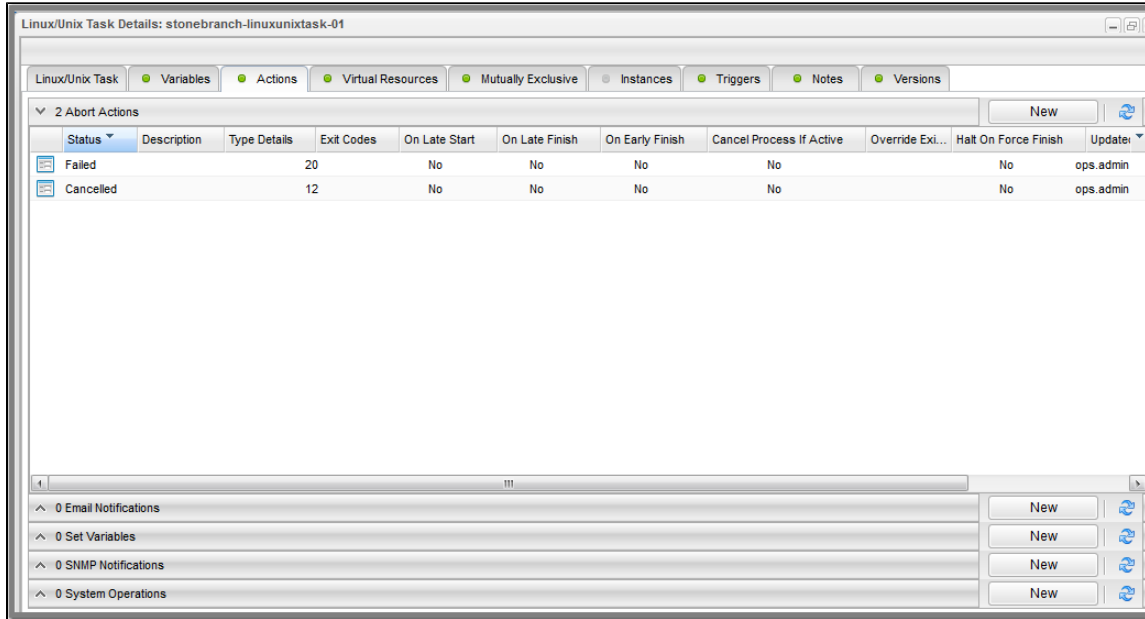 Linux/Unix Task Details: stonebranch-linuxunixtask-01
Linux/Unix Task Variables Actions Virtual Resources Mutually Exclusive Instances Triggers Notes Versions
2 Abort Actions New
Status Description Type Details Exit Codes On Late Start On Late Finish On Early Finish Cancel Process If Active Override Exi... Halt On Force Finish Updated
Failed 20 No No No No No ops.admin
Cancelled 12 No No No No No ops.admin
0 Email Notifications New
0 Set Variables New
0 SNMP Notifications New
0 System Operations New